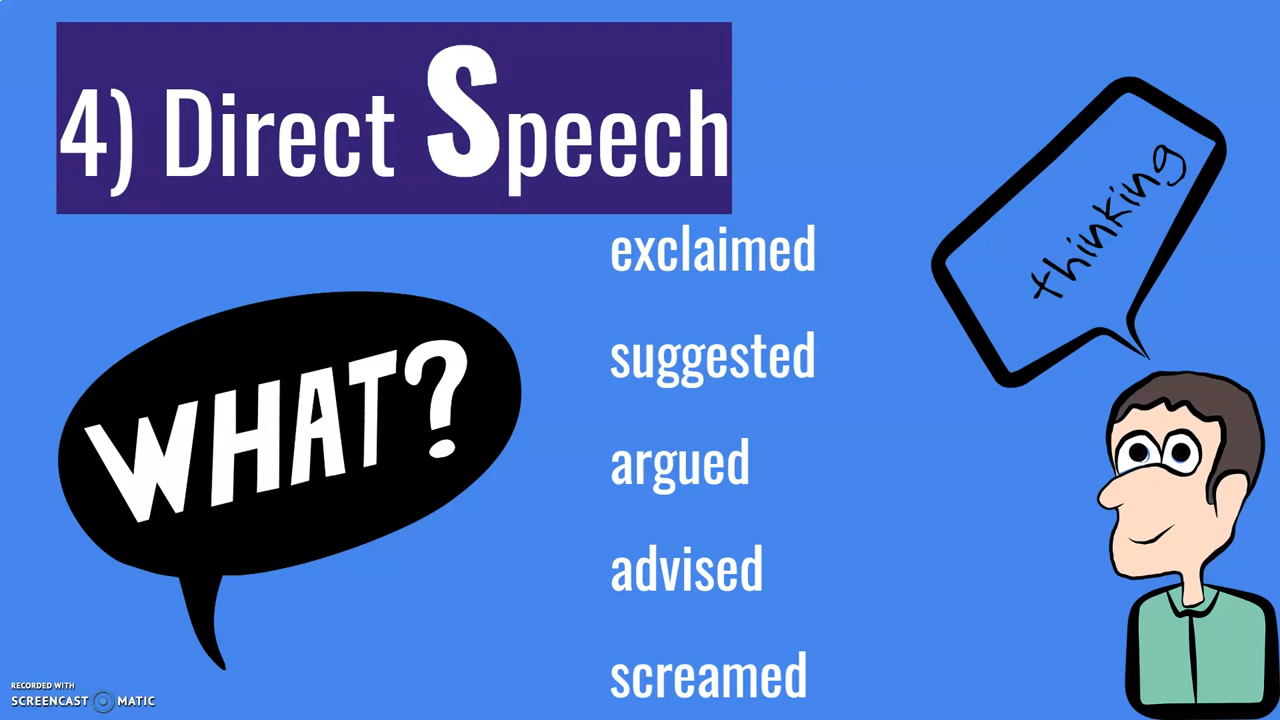 4) Direct Speech
exclaimed
thinking
suggested
WHAT?
argued
advised
screamed
RECORDED WITH
SCREENCAST MATIC